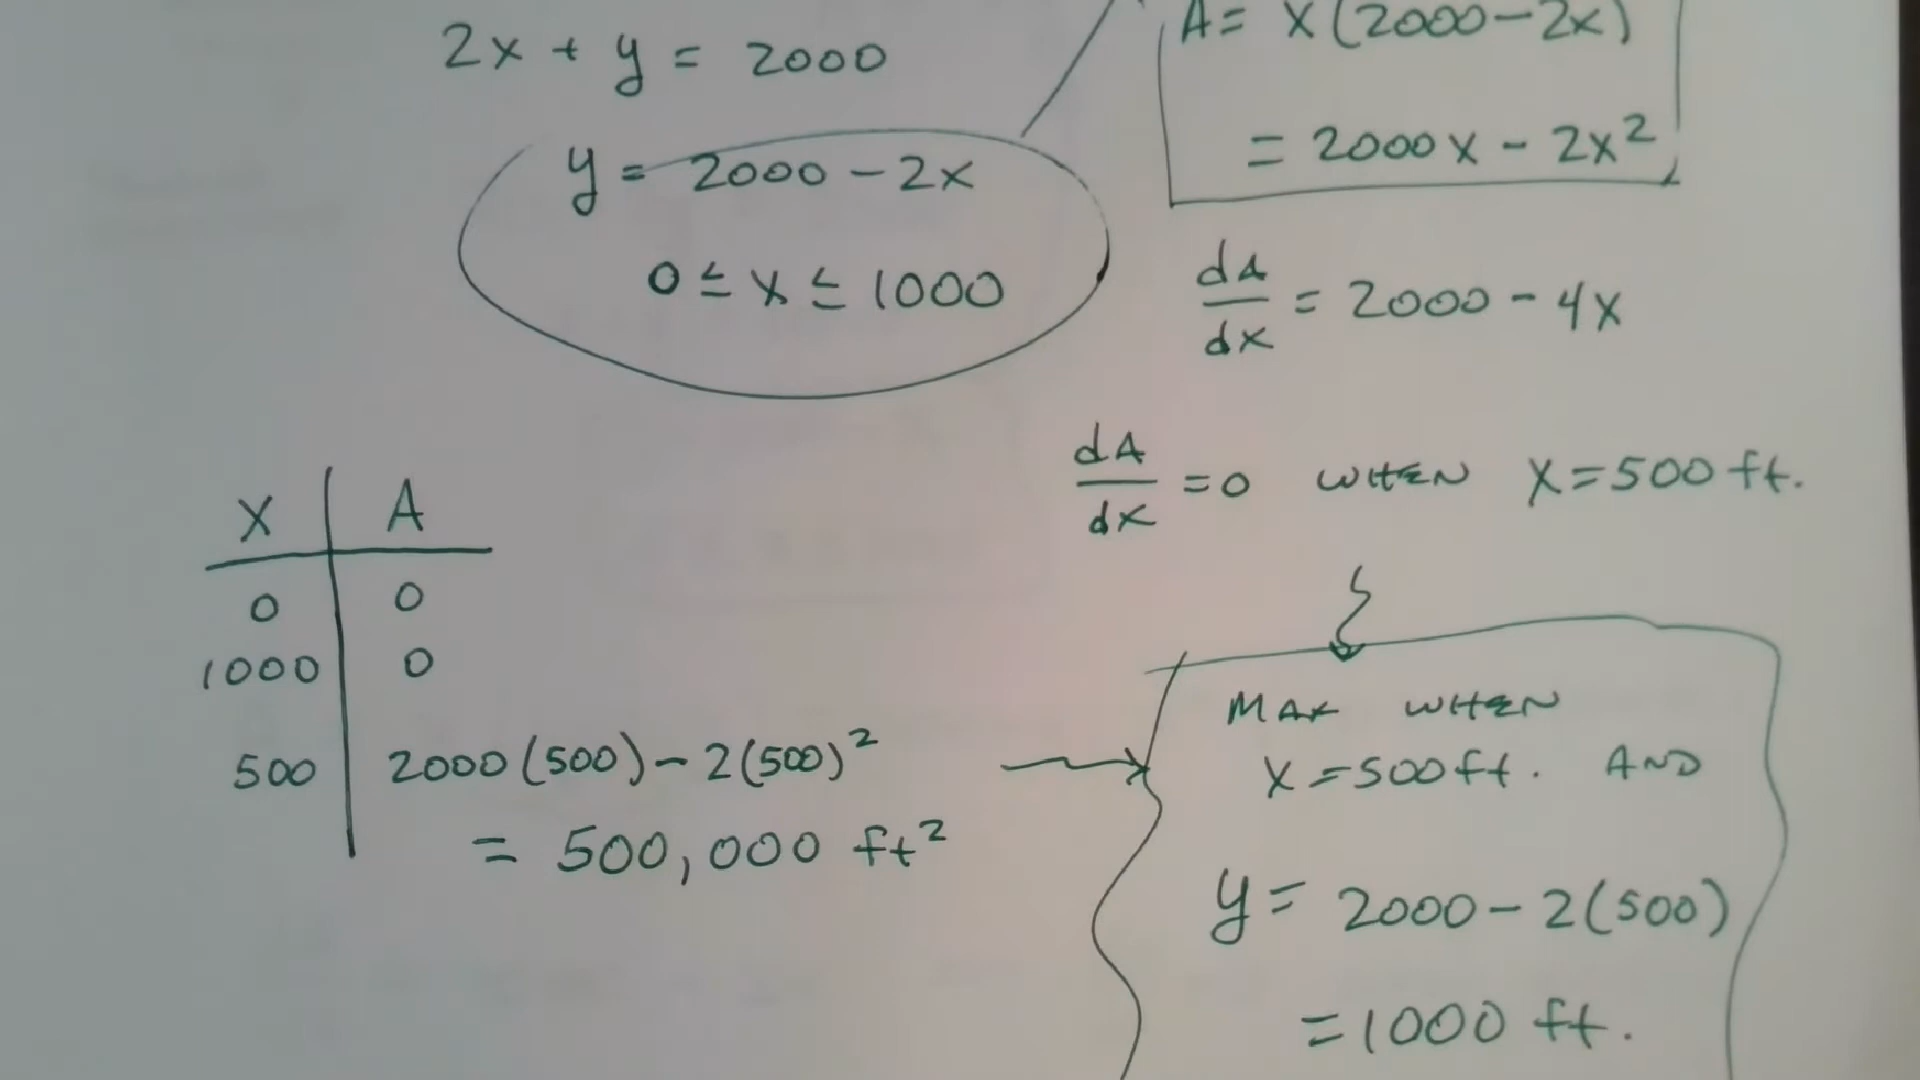 2x + y = 2000
y = 2000 - 2x
0 ≤ x ≤ 1000
A = x(2000-2x)
= 2000x - 2x²
dA/dx = 2000 - 4x
dA/dx = 0 WHEN x = 500 ft.
X | A
0 | 0
1000 | 0
500 | 2000(500) - 2(500)²
= 500,000 ft²
MAX WHEN
X = 500 ft. AND
y = 2000 - 2(500)
= 1000 ft.